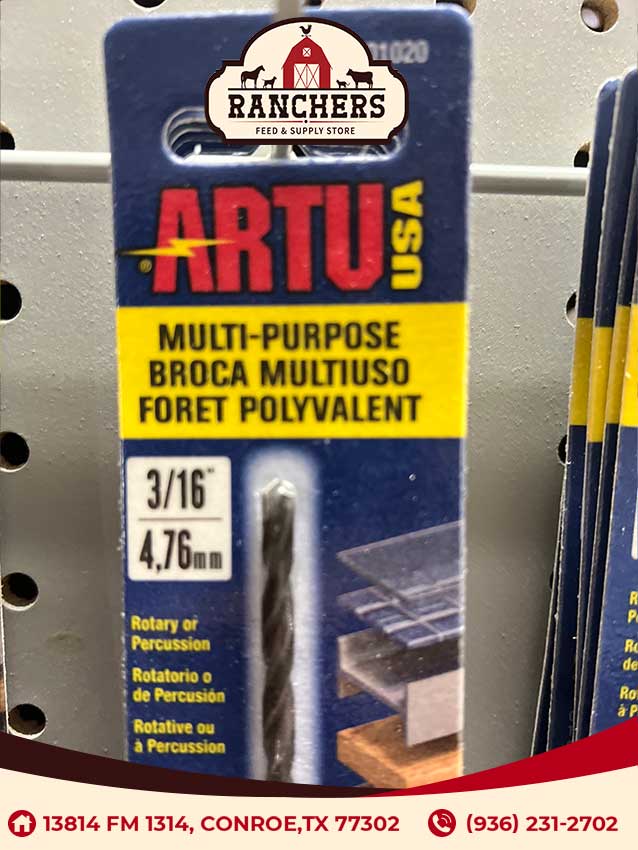 RANCHERS
FEED & SUPPLY STORE
01020
ARTU
USA
®
MULTI-PURPOSE
BROCA MULTIUSO
FORET POLYVALENT
3/16"
4,76mm
Rotary or
Percussion
Rotatorio o
de Percusión
Rotative ou
à Percussion
13814 FM 1314, CONROE,TX 77302
(936) 231-2702